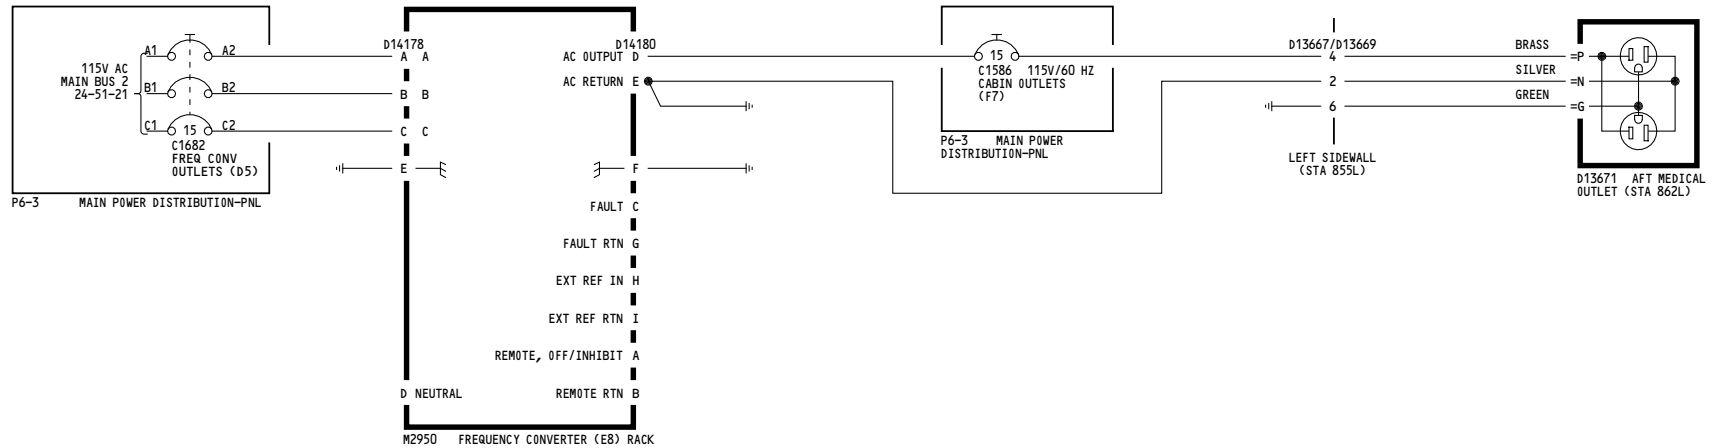 A1 A2
115V AC
MAIN BUS 2
24-51-21
B1 B2
C1 15 C2
C1682
FREQ CONV
OUTLETS (D5)
P6-3 MAIN POWER DISTRIBUTION-PNL
D14178
A A
B B
C C
E
D NEUTRAL
D14180
AC OUTPUT D
AC RETURN E
F
FAULT C
FAULT RTN G
EXT REF IN H
EXT REF RTN I
REMOTE, OFF/INHIBIT A
REMOTE RTN B
M2950 FREQUENCY CONVERTER (E8) RACK
15
C1586 115V/60 HZ
CABIN OUTLETS
(F7)
P6-3 MAIN POWER
DISTRIBUTION-PNL
D13667/D13669
4
2
6
LEFT SIDEWALL
(STA 855L)
BRASS
=P
SILVER
=N
GREEN
=G
D13671 AFT MEDICAL
OUTLET (STA 862L)